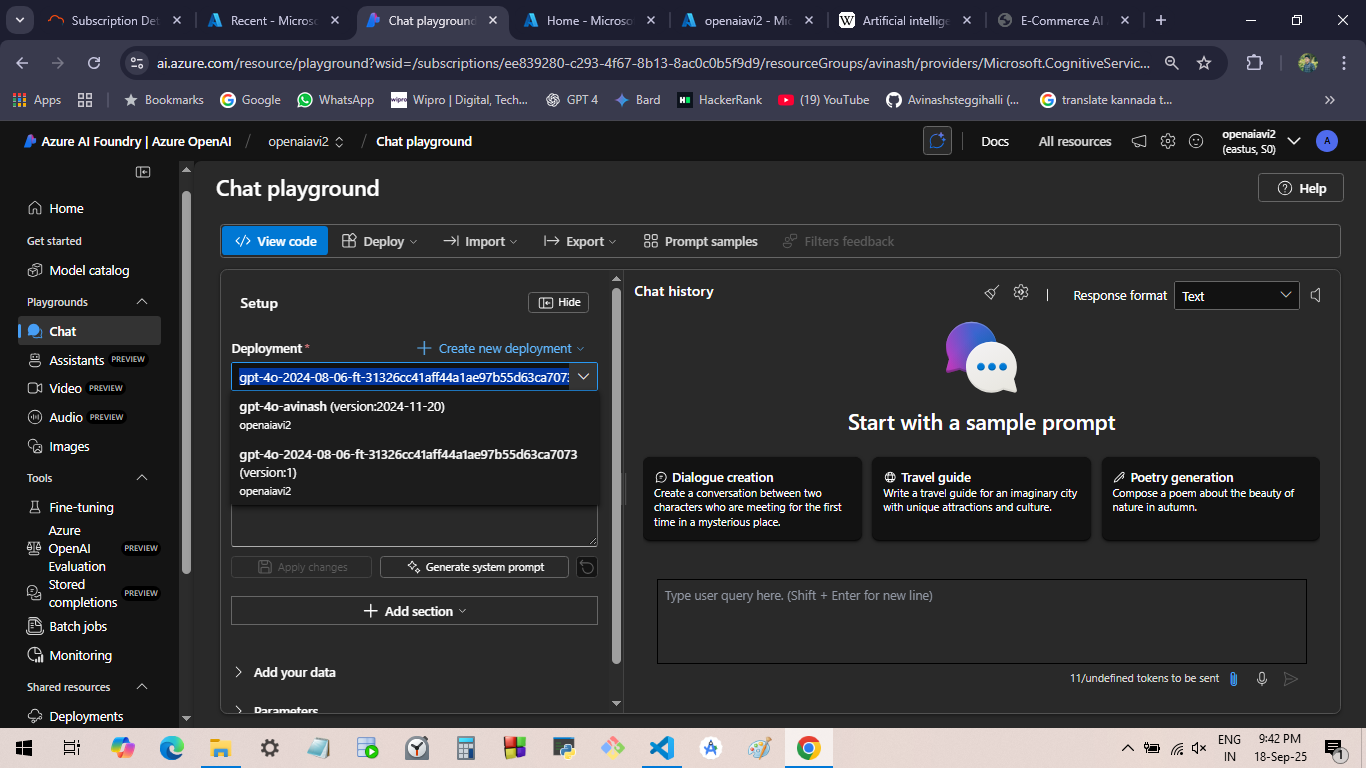 Subscription Det
Recent - Microso
Chat playground
Home - Microso
openaiavi2 - Mic
Artificial intellige
E-Commerce AI
ai.azure.com/resource/playground?wsid=/subscriptions/ee839280-c293-4f67-8b13-8ac0c0b5f9d9/resourceGroups/avinash/providers/Microsoft.CognitiveServic...
Apps
Bookmarks
Google
WhatsApp
wipro
Wipro | Digital, Tech...
GPT 4
Bard
HackerRank
(19) YouTube
Avinashsteggihalli (...
translate kannada t...
»
Azure AI Foundry | Azure OpenAI
/
openaiavi2
/
Chat playground
Docs
All resources
openaiavi2
(eastus, S0)
A
Home
Get started
Model catalog
Playgrounds
Chat
Assistants PREVIEW
Video PREVIEW
Audio PREVIEW
Images
Tools
Fine-tuning
Azure
OpenAI PREVIEW
Evaluation
Stored
completions PREVIEW
Batch jobs
Monitoring
Shared resources
Deployments
Chat playground
Help
View code
Deploy
Import
Export
Prompt samples
Filters feedback
Setup
Hide
Deployment *
Create new deployment
gpt-4o-2024-08-06-ft-31326cc41aff44a1ae97b55d63ca7073
gpt-4o-avinash (version:2024-11-20)
openaiavi2
gpt-4o-2024-08-06-ft-31326cc41aff44a1ae97b55d63ca7073
(version:1)
openaiavi2
Apply changes
Generate system prompt
Add section
Add your data
Parameters
Chat history
Response format
Text
Start with a sample prompt
Dialogue creation
Create a conversation between two
characters who are meeting for the first
time in a mysterious place.
Travel guide
Write a travel guide for an imaginary city
with unique attractions and culture.
Poetry generation
Compose a poem about the beauty of
nature in autumn.
Type user query here. (Shift + Enter for new line)
11/undefined tokens to be sent
ENG
IN
9:42 PM
18-Sep-25
1